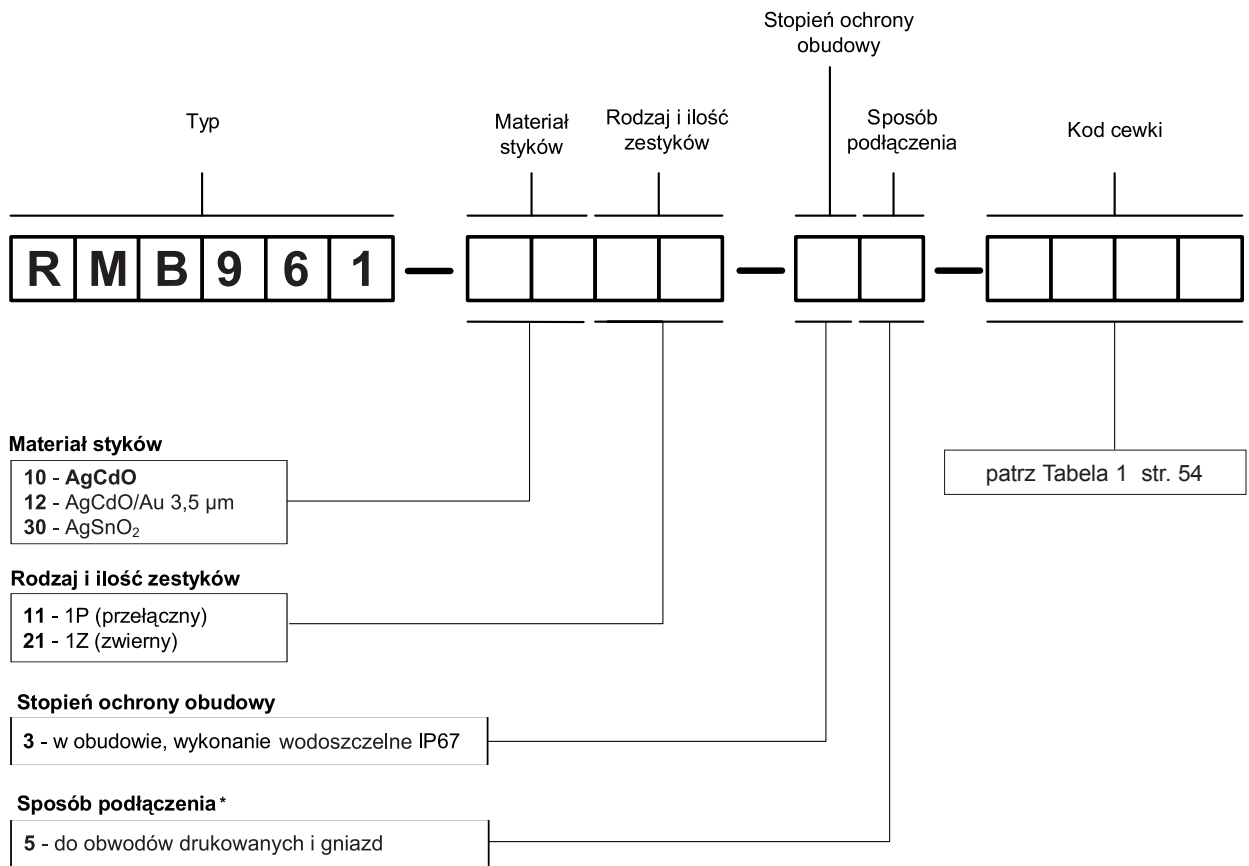 Stopień ochrony
obudowy
Typ
Materiał
styków
Rodzaj i ilość
zestyków
Sposób
podłączenia
Kod cewki
R M B 9 6 1 — —  —
Materiał styków
10 - AgCdO
12 - AgCdO/Au 3,5 µm
30 - AgSnO₂
patrz Tabela 1 str. 54
Rodzaj i ilość zestyków
11 - 1P (przełączny)
21 - 1Z (zwierny)
Stopień ochrony obudowy
3 - w obudowie, wykonanie wodoszczelne IP67
Sposób podłączenia *
5 - do obwodów drukowanych i gniazd